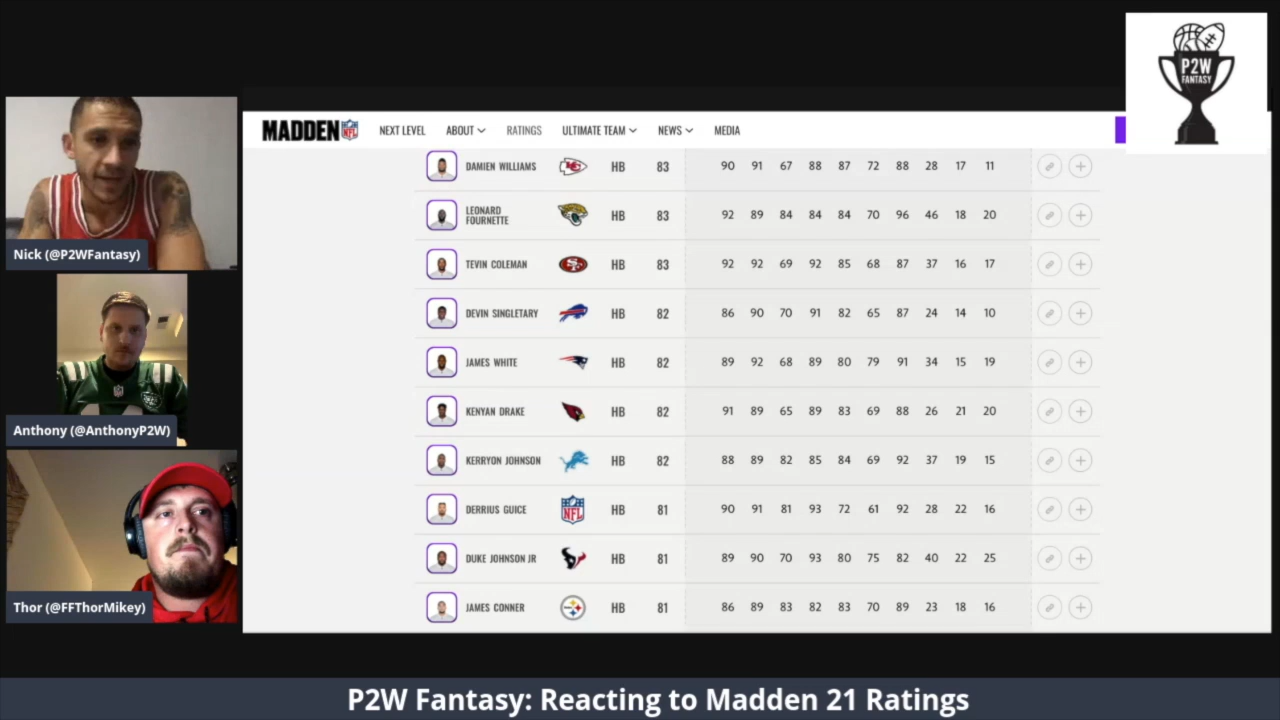 P2W
FANTASY
MADDEN NFL NEXT LEVEL ABOUT RATINGS ULTIMATE TEAM NEWS MEDIA
DAMIEN WILLIAMS HB 83 90 91 67 88 87 72 88 28 17 11
LEONARD
FOURNETTE HB 83 92 89 84 84 84 70 96 46 18 20
TEVIN COLEMAN HB 83 92 92 69 92 85 68 87 37 16 17
DEVIN SINGLETARY HB 82 86 90 70 91 82 65 87 24 14 10
JAMES WHITE HB 82 89 92 68 89 80 79 91 34 15 19
KENYAN DRAKE HB 82 91 89 65 89 83 69 88 26 21 20
KERRYON JOHNSON HB 82 88 89 82 85 84 69 92 37 19 15
DERRIUS GUICE NFL HB 81 90 91 81 93 72 61 92 28 22 16
DUKE JOHNSON JR HB 81 89 90 70 93 80 75 82 40 22 25
JAMES CONNER HB 81 86 89 83 82 83 70 89 23 18 16
Nick (@P2WFantasy)
Anthony (@AnthonyP2W)
Thor (@FFThorMikey)
P2W Fantasy: Reacting to Madden 21 Ratings